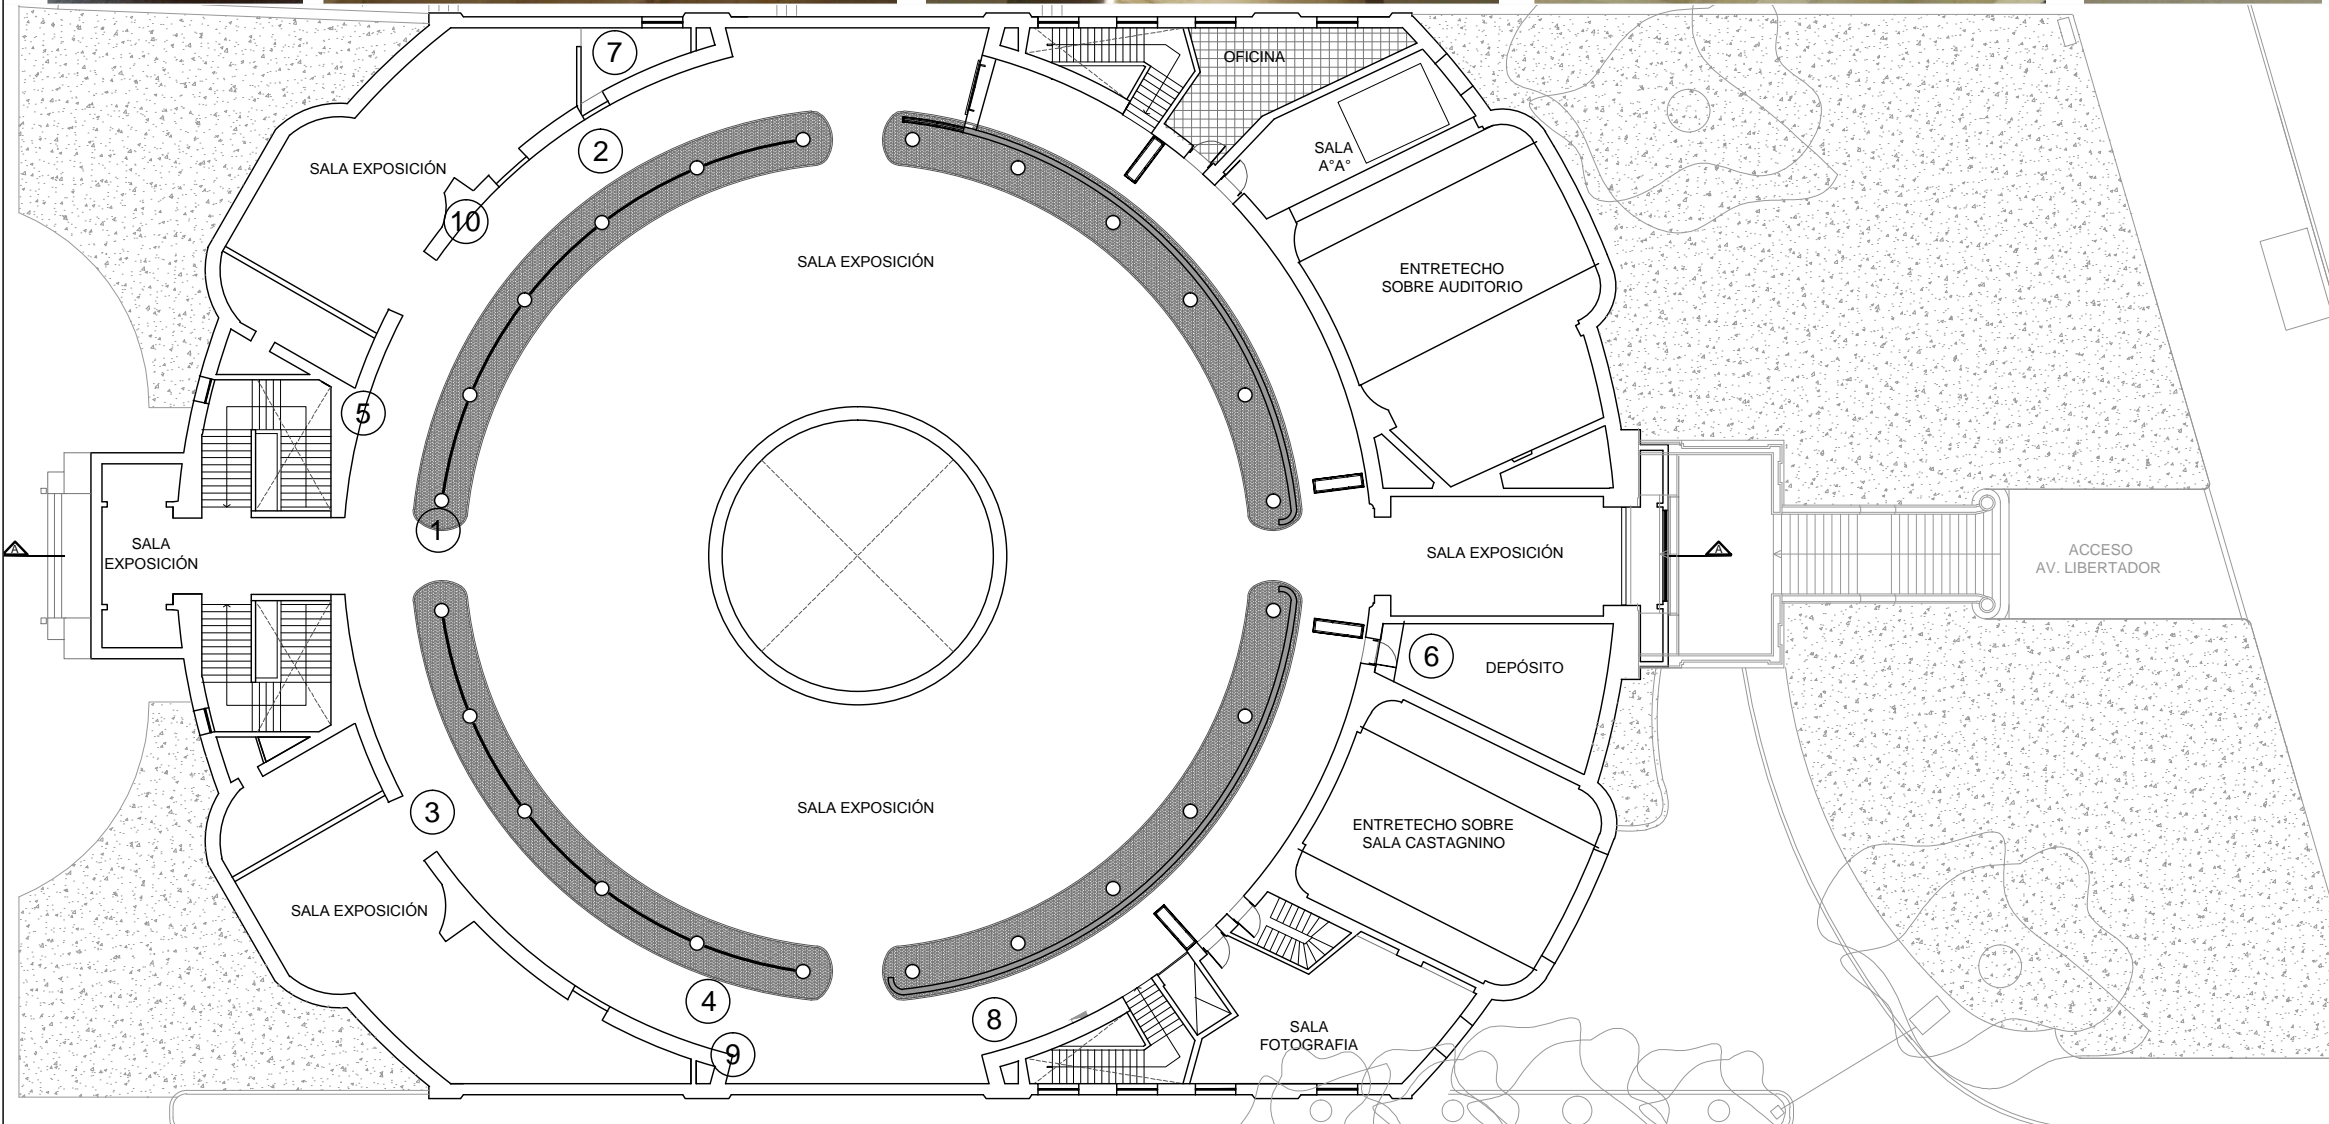 7
OFICINA
2
SALA
A°A°
SALA EXPOSICIÓN
10
SALA EXPOSICIÓN
ENTRETECHO
SOBRE AUDITORIO
5
1
SALA
EXPOSICIÓN
A
SALA EXPOSICIÓN
A
ACCESO
AV. LIBERTADOR
6
DEPÓSITO
3
SALA EXPOSICIÓN
ENTRETECHO SOBRE
SALA CASTAGNINO
SALA EXPOSICIÓN
4
8
9
SALA
FOTOGRAFIA